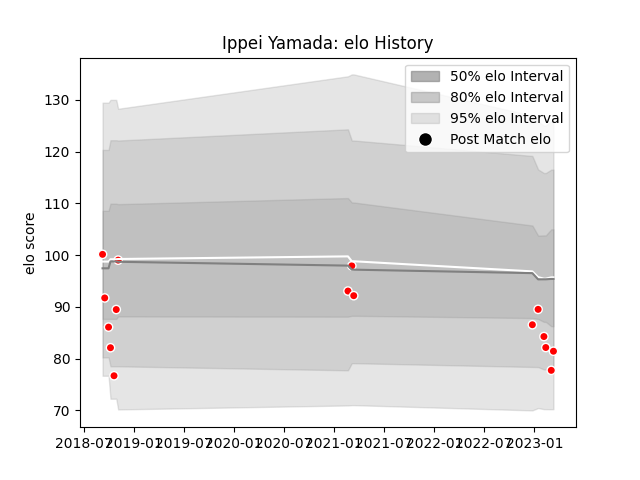 Ippei Yamada: elo History
50% elo Interval
80% elo Interval
95% elo Interval
Post Match elo
elo score
130
120
110
100
90
80
70
2018-07 2019-01 2019-07 2020-01 2020-07 2021-01 2021-07 2022-01 2022-07 2023-01